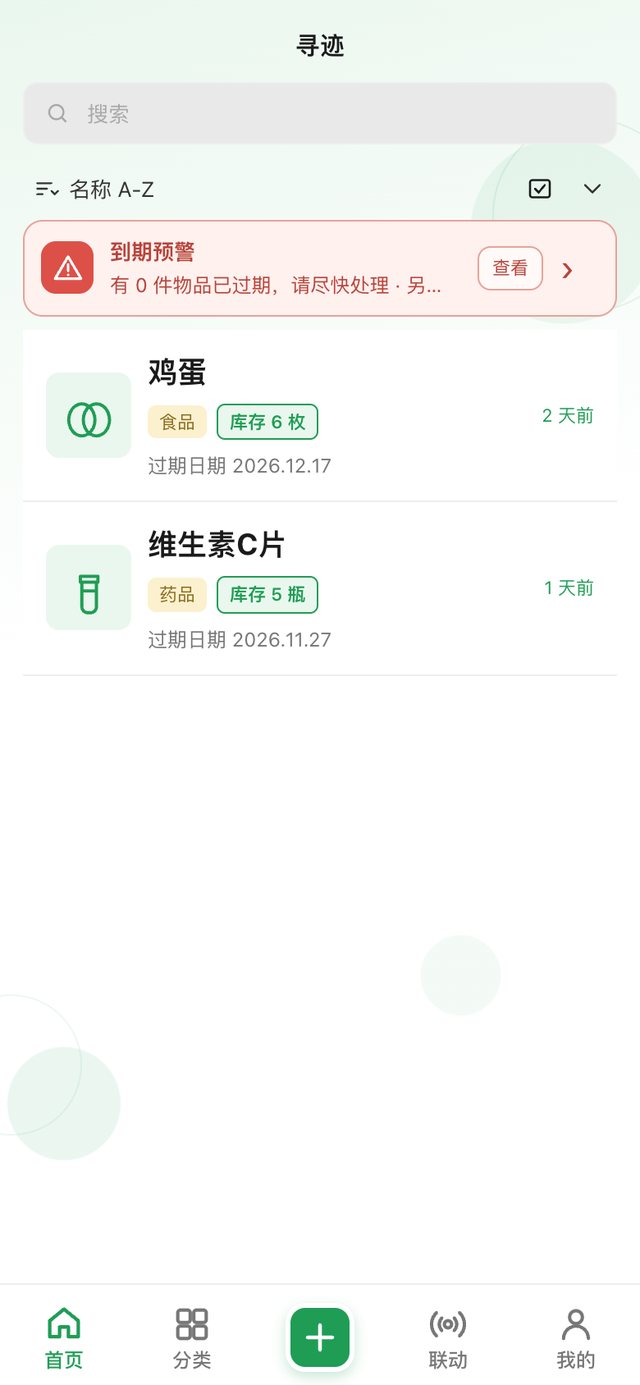 寻迹
搜索
名称 A-Z
到期预警
有 0 件物品已过期，请尽快处理 · 另...
查看
鸡蛋
食品
库存 6 枚
2 天前
过期日期 2026.12.17
维生素C片
药品
库存 5 瓶
1 天前
过期日期 2026.11.27
首页
分类
联动
我的